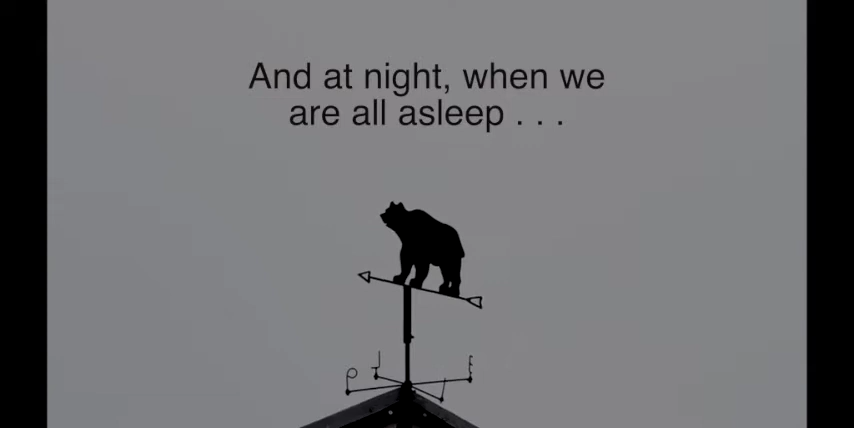 And at night, when we
are all asleep . . .
P J E